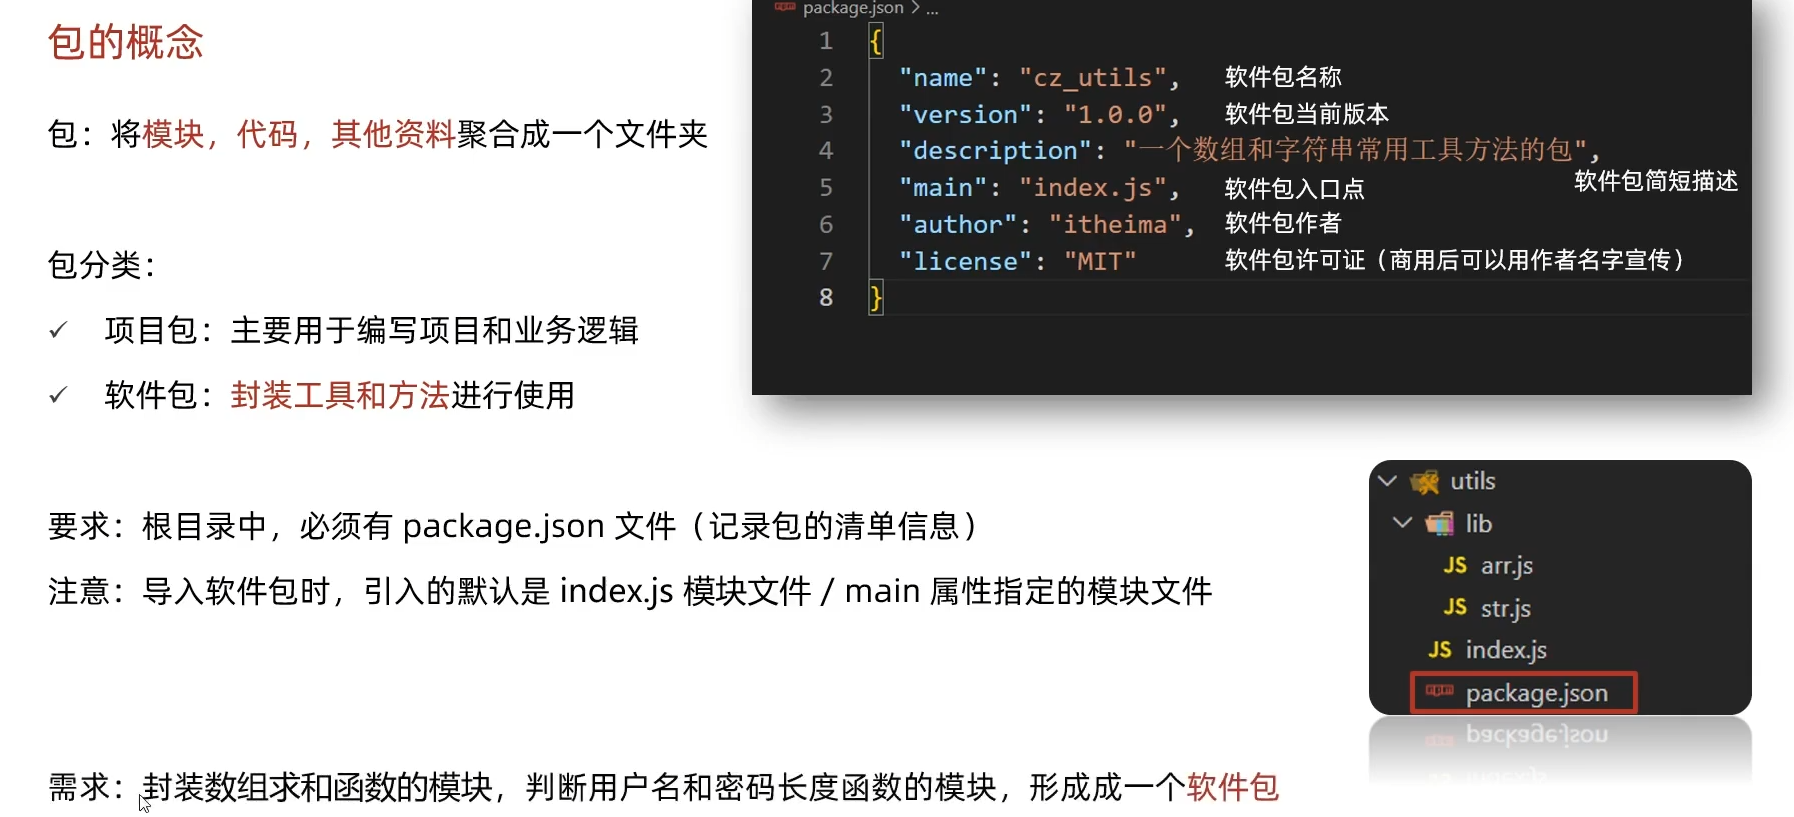 包的概念
包：将模块，代码，其他资料聚合成一个文件夹
包分类：
✓ 项目包：主要用于编写项目和业务逻辑
✓ 软件包：封装工具和方法进行使用
要求：根目录中，必须有 package.json 文件（记录包的清单信息）
注意：导入软件包时，引入的默认是 index.js 模块文件 / main 属性指定的模块文件
需求：封装数组求和函数的模块，判断用户名和密码长度函数的模块，形成成一个软件包
package.json > ...
1 {
2 "name": "cz_utils", 软件包名称
3 "version": "1.0.0", 软件包当前版本
4 "description": "一个数组和字符串常用工具方法的包",
软件包简短描述
5 "main": "index.js", 软件包入口点
6 "author": "itheima", 软件包作者
7 "license": "MIT" 软件包许可证（商用后可以用作者名字宣传）
8 }
utils
lib
JS arr.js
JS str.js
JS index.js
npm package.json